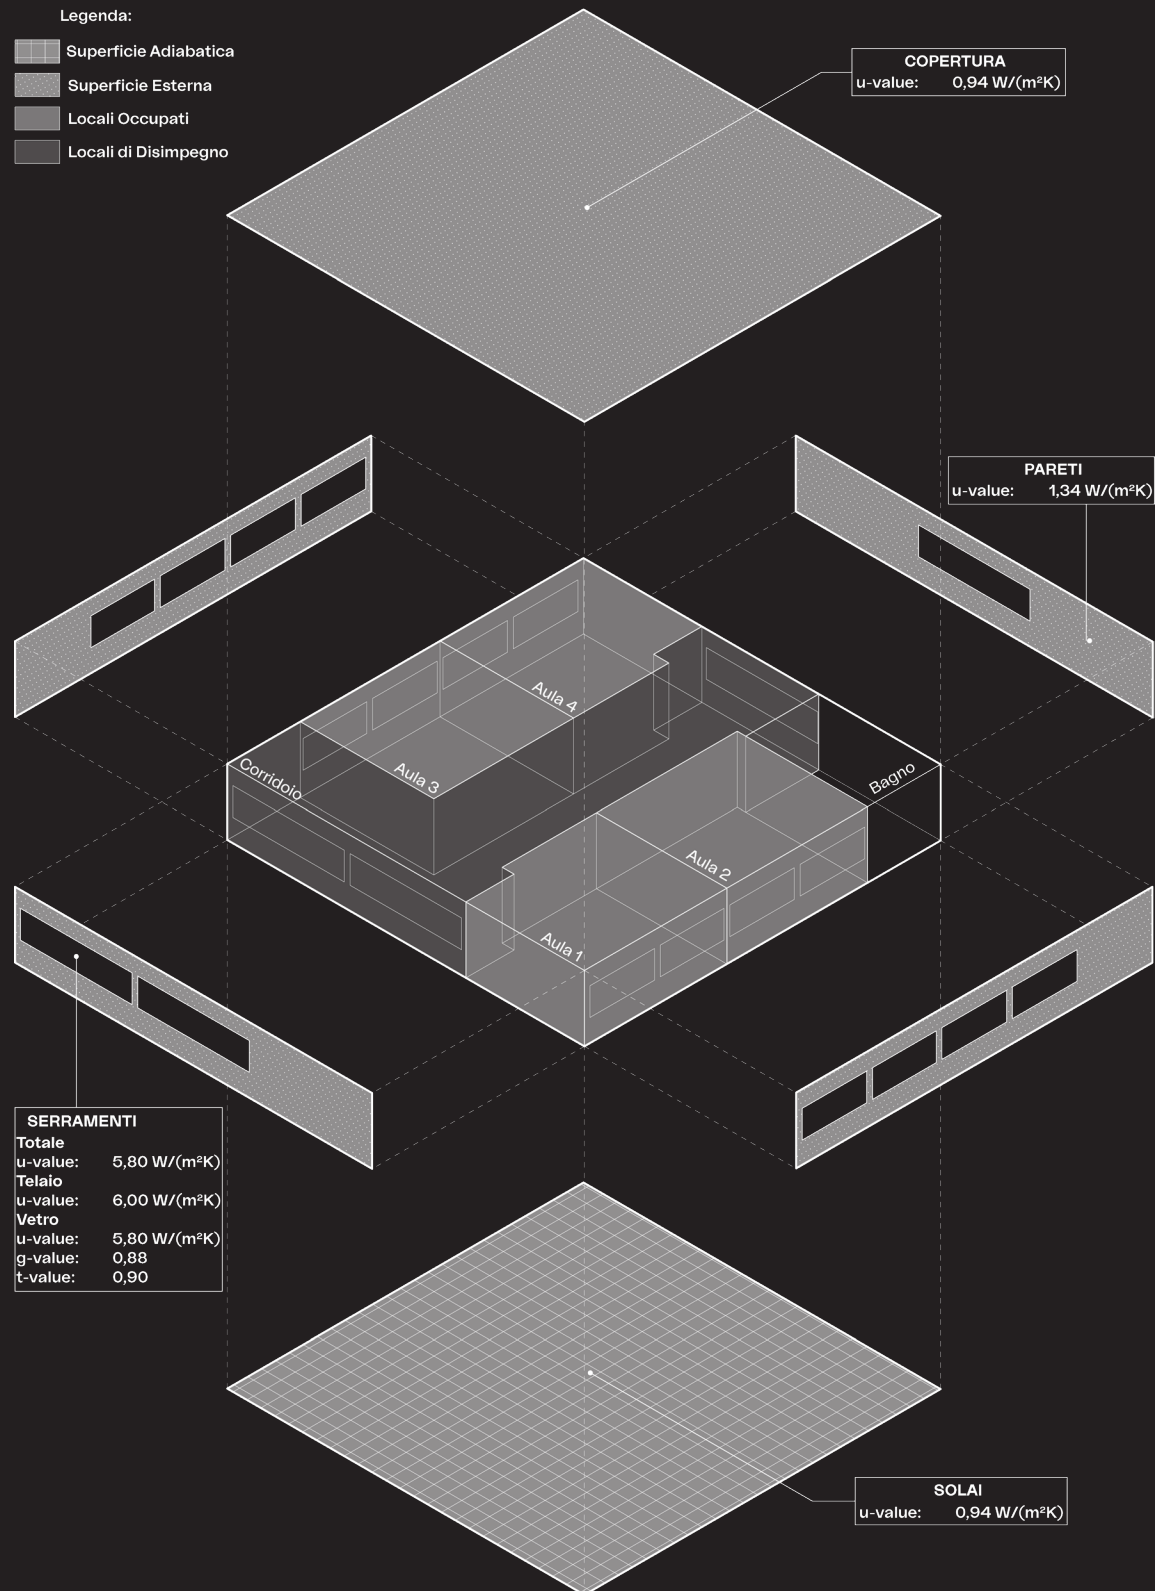 Legenda:
Superficie Adiabatica
Superficie Esterna
Locali Occupati
Locali di Disimpegno
COPERTURA
u-value: 0,94 W/(m²K)
PARETI
u-value: 1,34 W/(m²K)
Aula 4
Aula 3
Corridoio
Bagno
Aula 2
Aula 1
SERRAMENTI
Totale
u-value: 5,80 W/(m²K)
Telaio
u-value: 6,00 W/(m²K)
Vetro
u-value: 5,80 W/(m²K)
g-value: 0,88
t-value: 0,90
SOLAI
u-value: 0,94 W/(m²K)